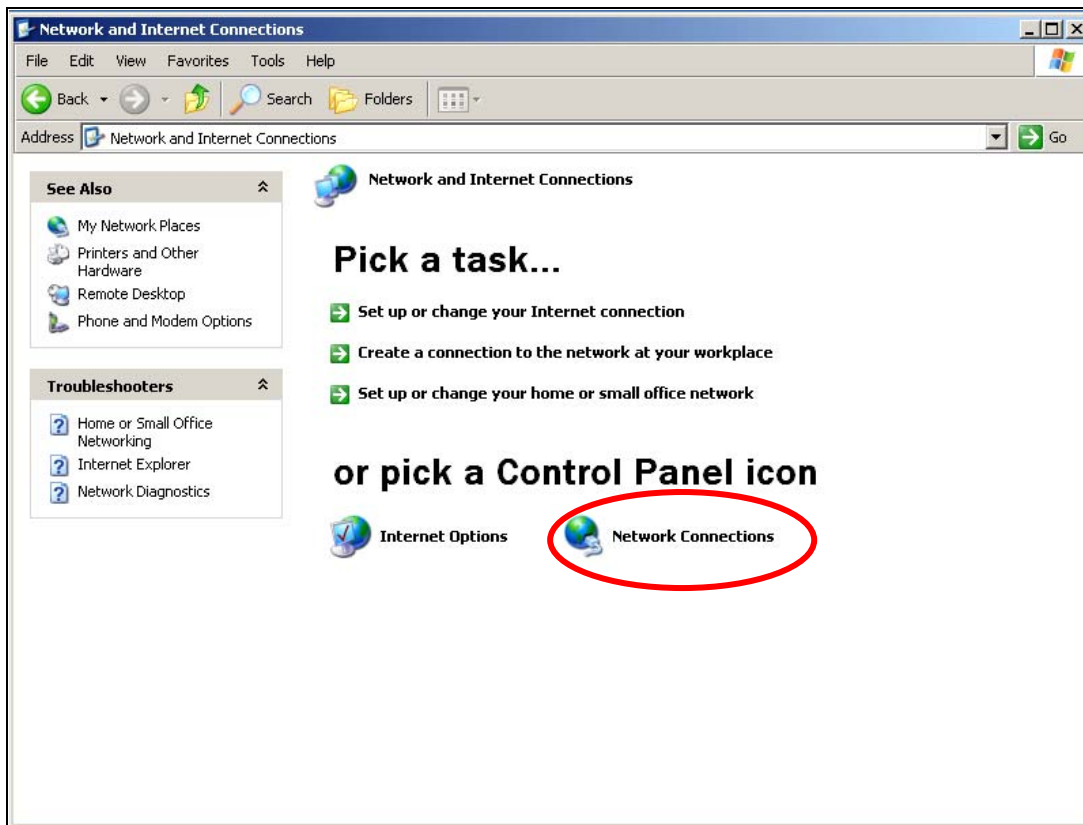 Network and Internet Connections
File Edit View Favorites Tools Help
Back Search Folders
Address Network and Internet Connections Go
See Also
My Network Places
Printers and Other
Hardware
Remote Desktop
Phone and Modem Options
Troubleshooters
Home or Small Office
Networking
Internet Explorer
Network Diagnostics
Network and Internet Connections
Pick a task...
Set up or change your Internet connection
Create a connection to the network at your workplace
Set up or change your home or small office network
or pick a Control Panel icon
Internet Options Network Connections